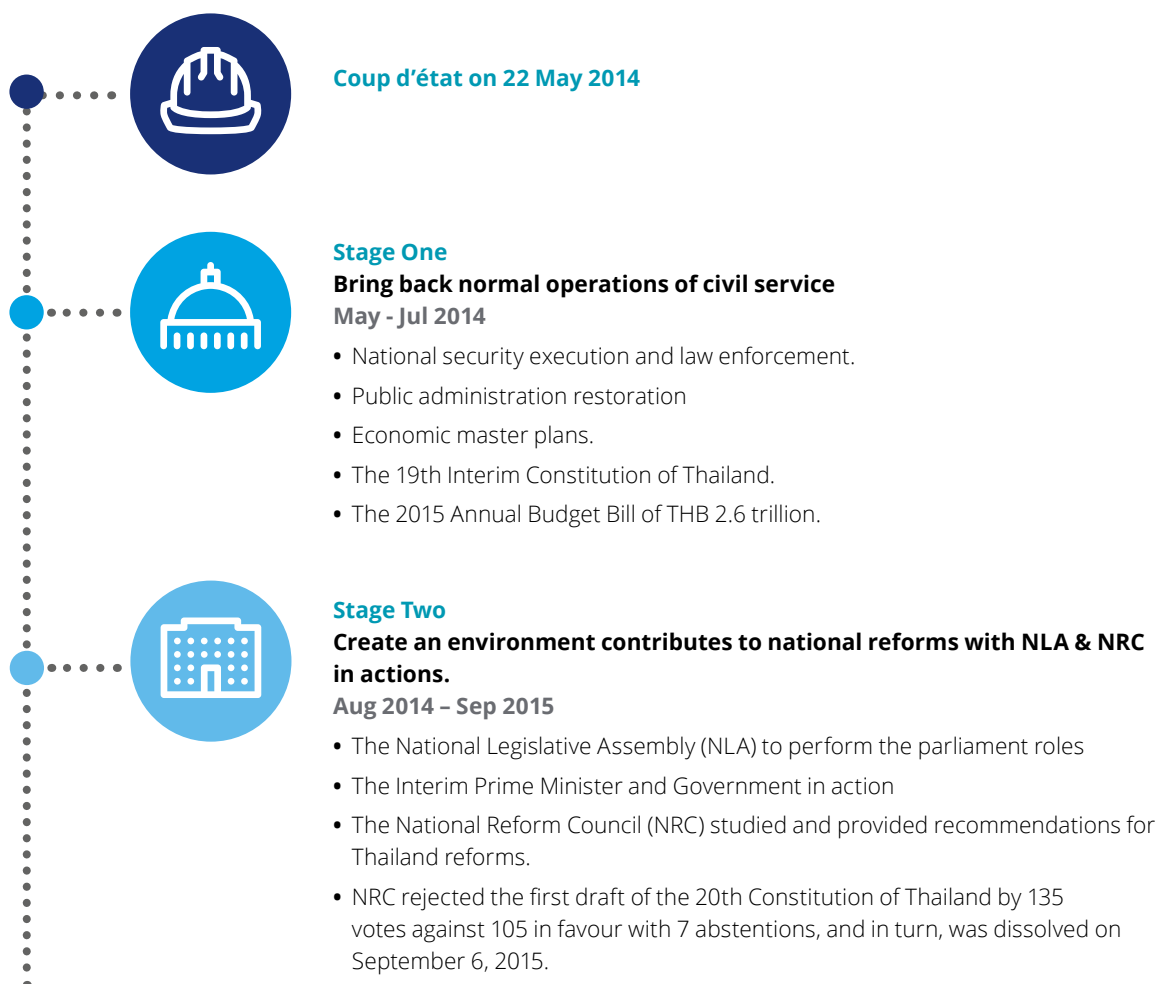 Coup d’état on 22 May 2014
Stage One
Bring back normal operations of civil service
May - Jul 2014
• National security execution and law enforcement.
• Public administration restoration
• Economic master plans.
• The 19th Interim Constitution of Thailand.
• The 2015 Annual Budget Bill of THB 2.6 trillion.
Stage Two
Create an environment contributes to national reforms with NLA & NRC
in actions.
Aug 2014 – Sep 2015
• The National Legislative Assembly (NLA) to perform the parliament roles
• The Interim Prime Minister and Government in action
• The National Reform Council (NRC) studied and provided recommendations for
Thailand reforms.
• NRC rejected the first draft of the 20th Constitution of Thailand by 135
votes against 105 in favour with 7 abstentions, and in turn, was dissolved on
September 6, 2015.